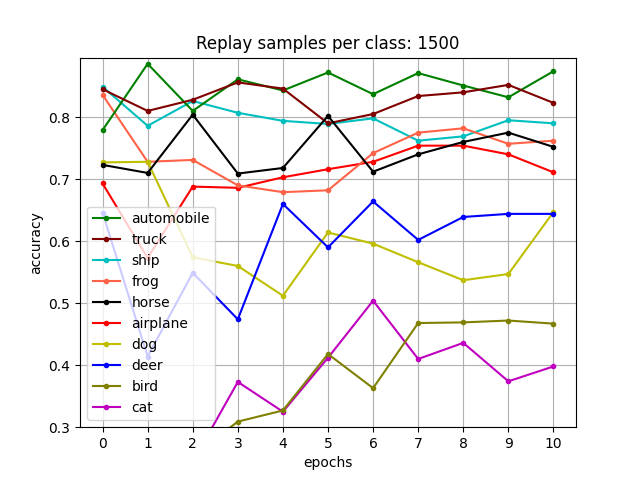 Replay samples per class: 1500
accuracy
0.8
0.7
0.6
0.5
0.4
0.3
automobile
truck
ship
frog
horse
airplane
dog
deer
bird
cat
0 1 2 3 4 5 6 7 8 9 10
epochs